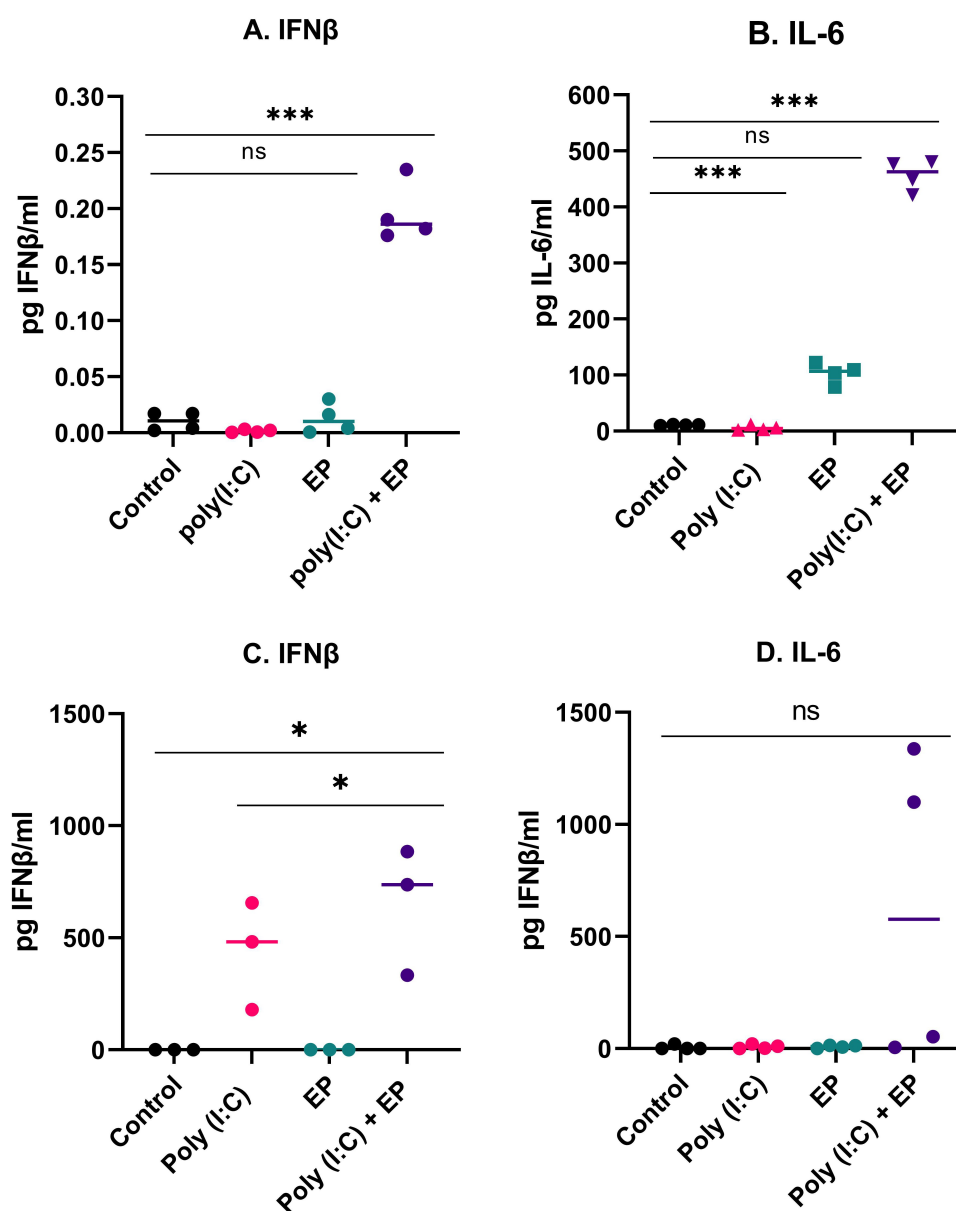 A. IFNβ
pg IFNβ/ml
0.30
0.25
0.20
0.15
0.10
0.05
0.00
***
ns
Control
poly(I:C)
EP
poly(I:C) + EP
B. IL-6
pg IL-6/ml
600
500
400
300
200
100
0
***
ns
***
Control
Poly (I:C)
EP
Poly(I:C) + EP
C. IFNβ
pg IFNβ/ml
1500
1000
500
0
*
*
Control
Poly (I:C)
EP
Poly (I:C) + EP
D. IL-6
pg IFNβ/ml
1500
1000
500
0
ns
Control
Poly (I:C)
EP
Poly (I:C) + EP